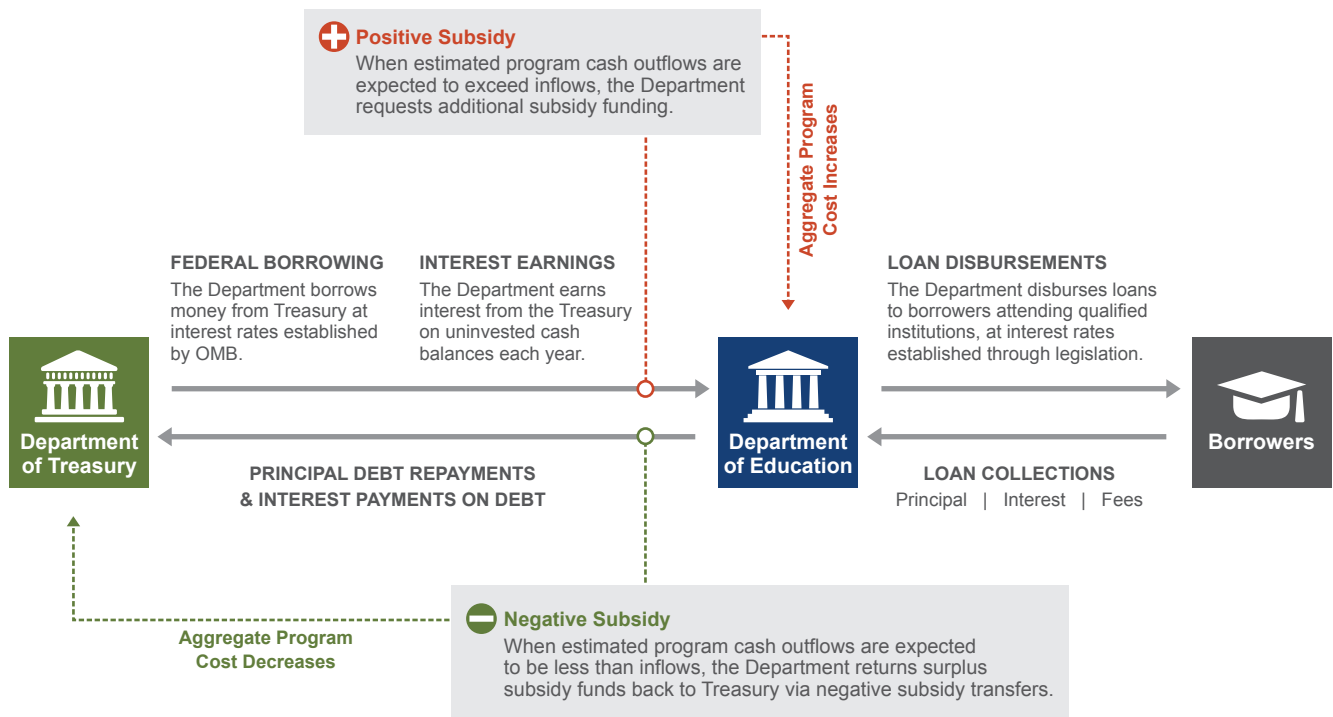 Positive Subsidy
When estimated program cash outflows are
expected to exceed inflows, the Department
requests additional subsidy funding.
Aggregate Program
Cost Increases
FEDERAL BORROWING
The Department borrows
money from Treasury at
interest rates established
by OMB.
INTEREST EARNINGS
The Department earns
interest from the Treasury
on uninvested cash
balances each year.
LOAN DISBURSEMENTS
The Department disburses loans
to borrowers attending qualified
institutions, at interest rates
established through legislation.
Department
of Treasury
Department
of Education
Borrowers
PRINCIPAL DEBT REPAYMENTS
& INTEREST PAYMENTS ON DEBT
LOAN COLLECTIONS
Principal | Interest | Fees
Aggregate Program
Cost Decreases
Negative Subsidy
When estimated program cash outflows are expected
to be less than inflows, the Department returns surplus
subsidy funds back to Treasury via negative subsidy transfers.